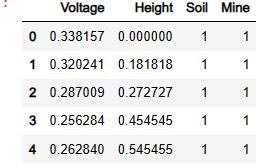 Voltage Height Soil Mine
0 0.338157 0.000000 1 1
1 0.320241 0.181818 1 1
2 0.287009 0.272727 1 1
3 0.256284 0.454545 1 1
4 0.262840 0.545455 1 1